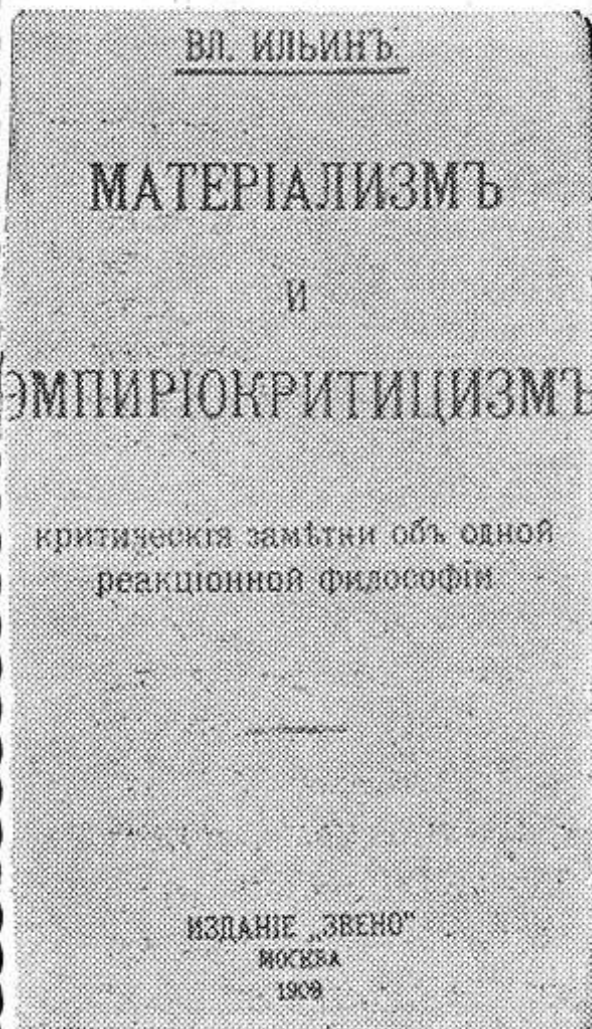 ВЛ. ИЛЬИНЪ.
МАТЕРІАЛИЗМЪ
И
ЭМПИРІОКРИТИЦИЗМЪ
критическія замѣтки объ одной
реакціонной философіи
ИЗДАНІЕ „ЗВЕНО“
МОСКВА
1909